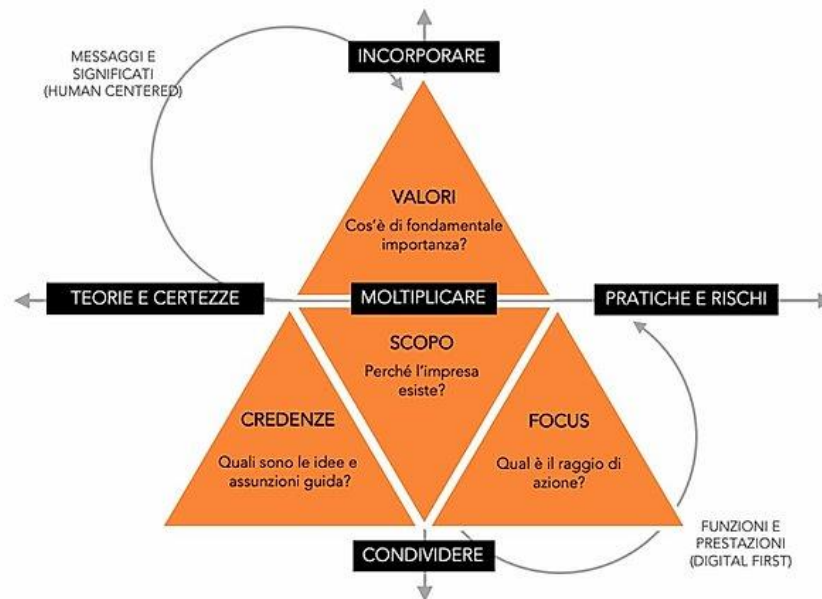 MESSAGGI E
SIGNIFICATI
(HUMAN CENTERED)
INCORPORARE
VALORI
Cos'è di fondamentale
importanza?
TEORIE E CERTEZZE
MOLTIPLICARE
PRATICHE E RISCHI
SCOPO
Perché l'impresa
esiste?
CREDENZE
Quali sono le idee e
assunzioni guida?
FOCUS
Qual è il raggio di
azione?
CONDIVIDERE
FUNZIONI E
PRESTAZIONI
(DIGITAL FIRST)